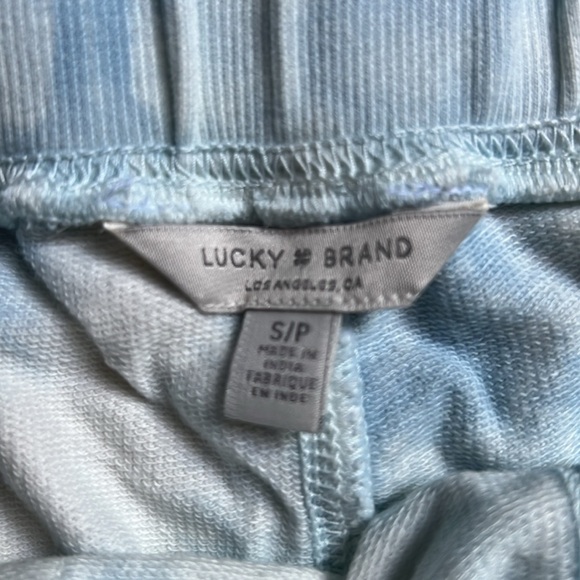 LUCKY BRAND
LOS ANGELES, CA
S/P
MADE IN
INDIA
FABRIQUE
EN INDE